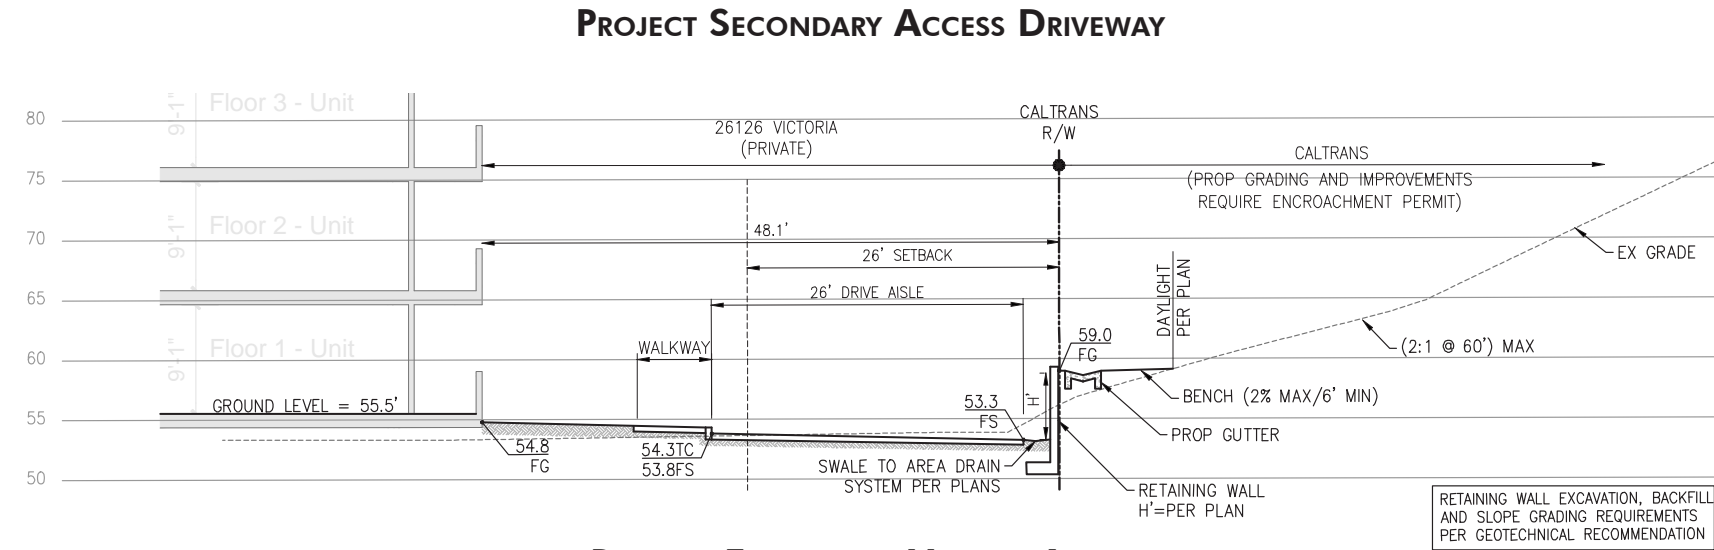 PROJECT SECONDARY ACCESS DRIVEWAY
80
75
70
65
60
55
50
9'-1"
Floor 3 - Unit
9'-1"
Floor 2 - Unit
9'-1"
Floor 1 - Unit
GROUND LEVEL = 55.5'
26126 VICTORIA
(PRIVATE)
CALTRANS
R/W
CALTRANS
(PROP GRADING AND IMPROVEMENTS
REQUIRE ENCROACHMENT PERMIT)
48.1'
26' SETBACK
26' DRIVE AISLE
WALKWAY
DAYLIGHT
PER PLAN
EX GRADE
59.0
FG
(2:1 @ 60') MAX
H'
BENCH (2% MAX/6' MIN)
53.3
FS
PROP GUTTER
54.8
FG
54.3TC
53.8FS
SWALE TO AREA DRAIN
SYSTEM PER PLANS
RETAINING WALL
H'=PER PLAN
RETAINING WALL EXCAVATION, BACKFILL
AND SLOPE GRADING REQUIREMENTS
PER GEOTECHNICAL RECOMMENDATION